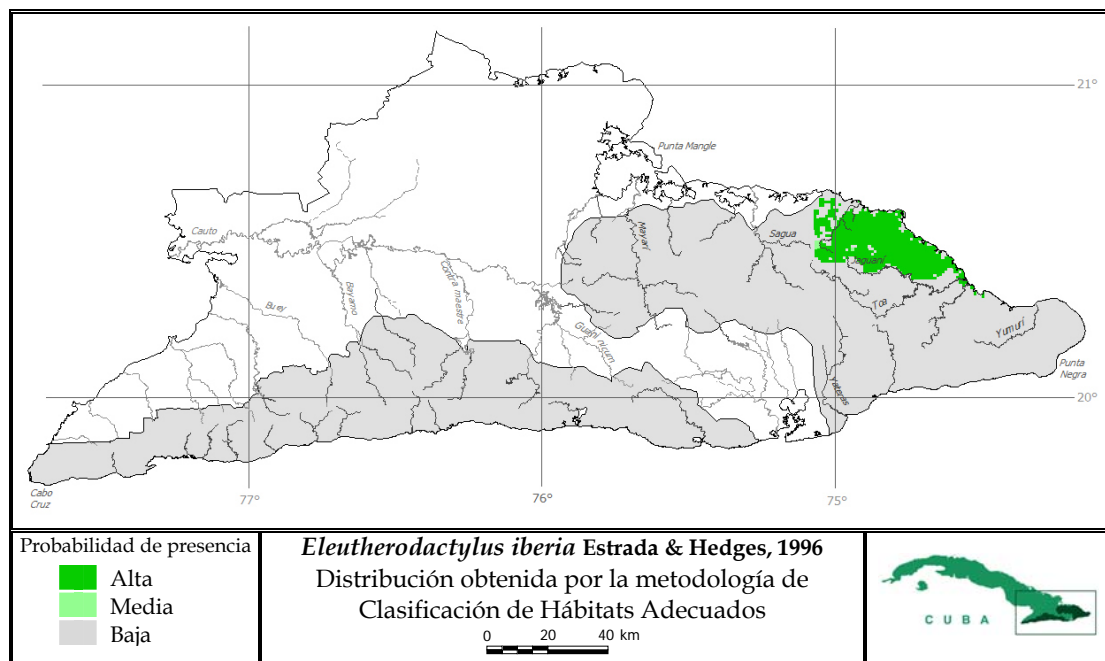 21°
Punta Mangle
Cauto
Mayarí
Sagua
Jaguaní
Contra maestre
Bayamo
Buey
Toa
Yumurí
Punta
Negra
Yateras
20°
Cabo
Cruz
77°
76°
75°
Probabilidad de presencia
Alta
Media
Baja
Eleutherodactylus iberia Estrada & Hedges, 1996
Distribución obtenida por la metodología de
Clasificación de Hábitats Adecuados
0 20 40 km
CUBA